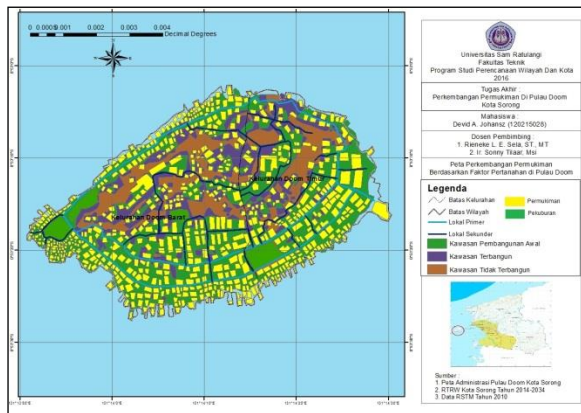 0 0.0005 0.001 0.002 0.003 0.004
Decimal Degrees
Kelurahan Doom Timur
Kelurahan Doom Barat
Universitas Sam Ratulangi
Fakultas Teknik
Program Studi Perencanaan Wilayah Dan Kota
2016
Tugas Akhir :
Perkembangan Permukiman Di Pulau Doom
Kota Sorong
Mahasiswa :
Devid A. Johansz (120215028)
Dosen Pembimbing :
1. Rieneke L. E. Sela, ST., MT
2. Ir. Sonny Tilaar, Msi
Peta Perkembangan Permukiman
Berdasarkan Faktor Pertanahan di Pulau Doom
Legenda
Batas Kelurahan
Permukiman
Batas Wilayah
Pekuburan
Lokal Primer
Lokal Sekunder
Kawasan Pembangunan Awal
Kawasan Terbangun
Kawasan Tidak Terbangun
Sumber :
1. Peta Administrasi Pulau Doom Kota Sorong
2. RTRW Kota Sorong Tahun 2014-2034
3. Data RSTM Tahun 2010